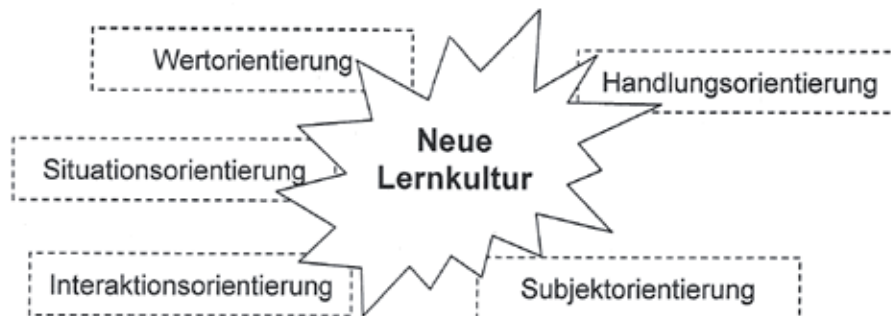 Wertorientierung
Handlungsorientierung
Neue
Lernkultur
Situationsorientierung
Interaktionsorientierung
Subjektorientierung